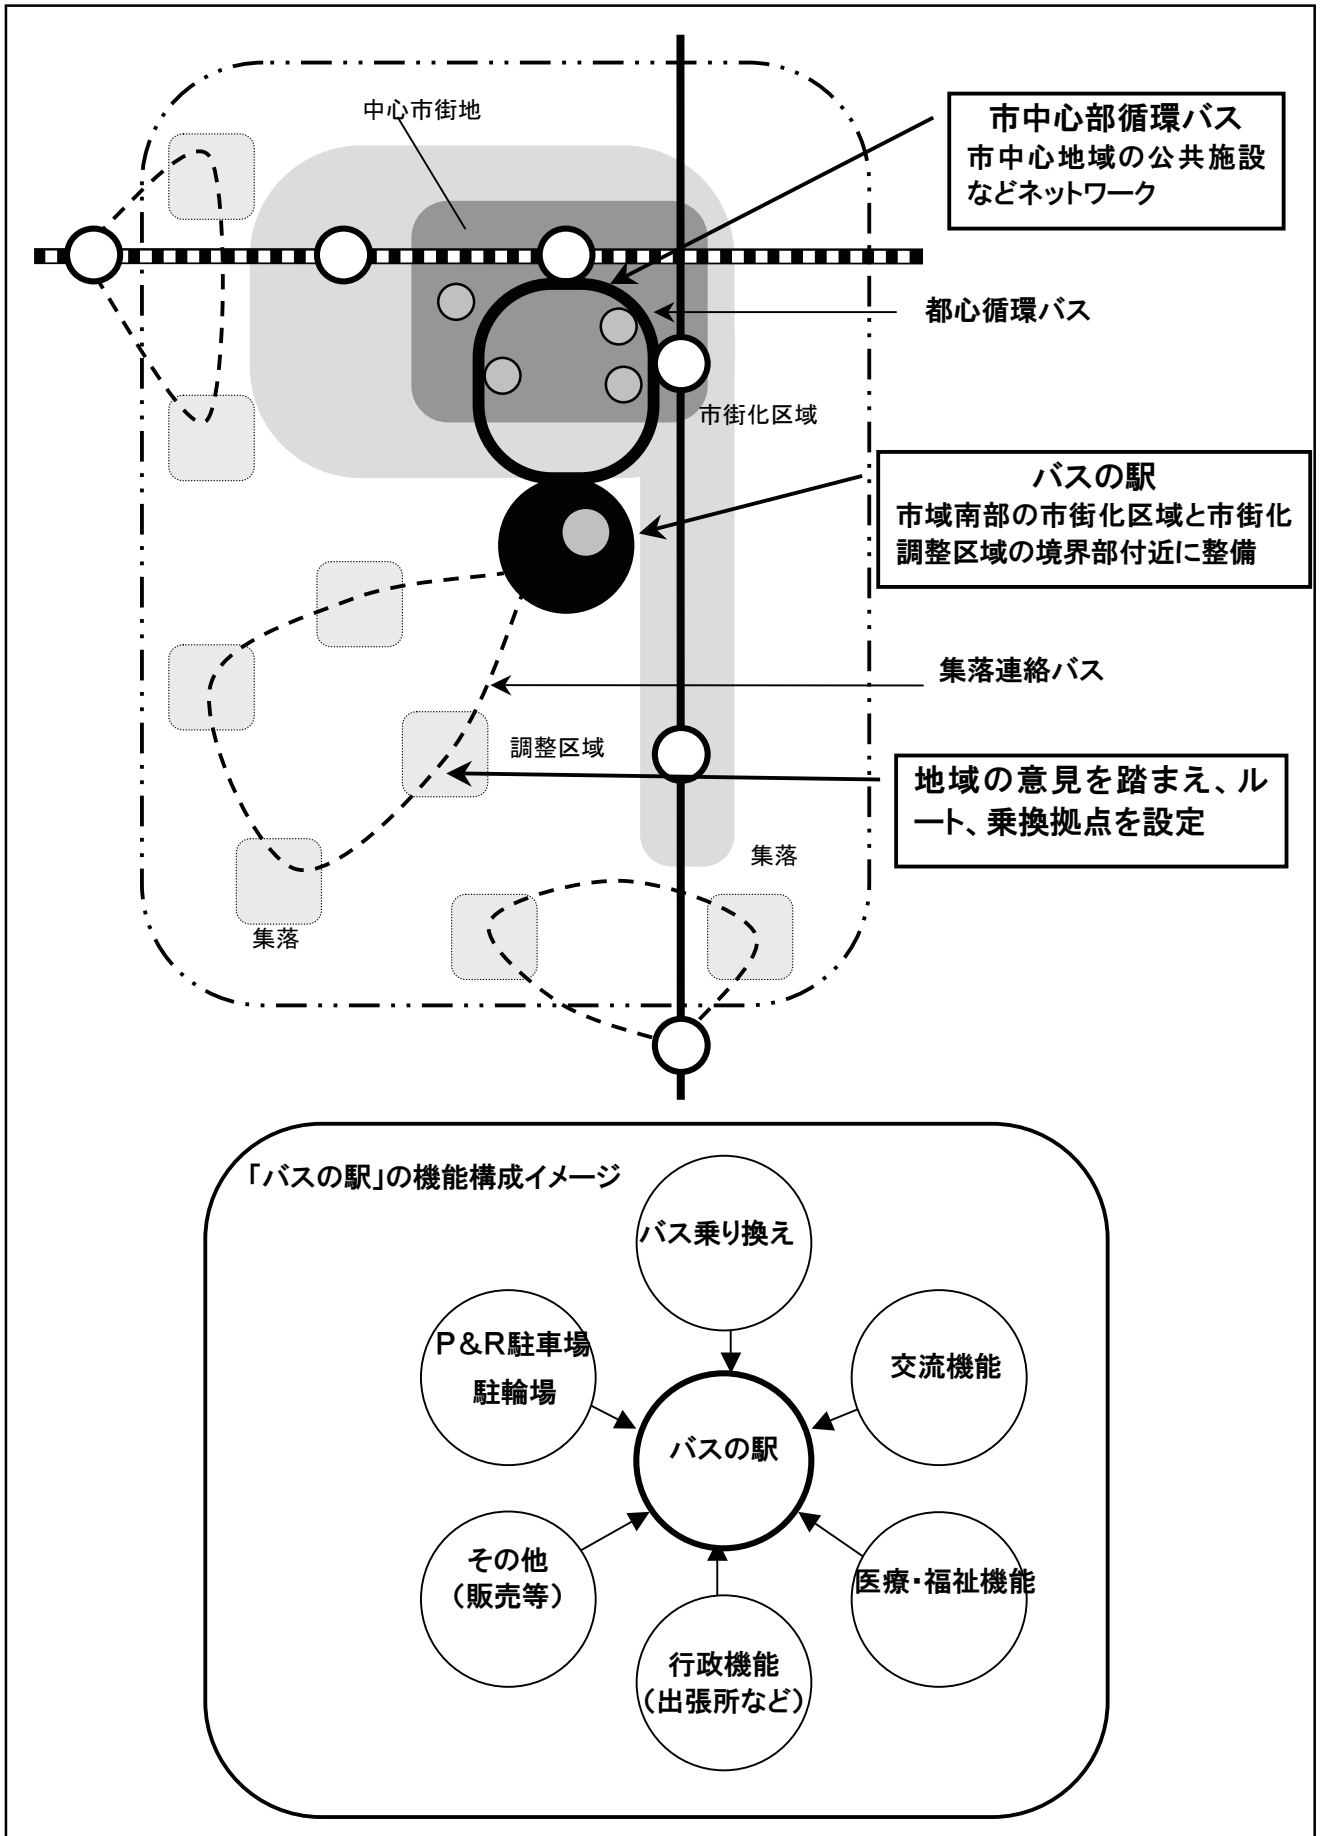 中心市街地
市中心部循環バス
市中心地域の公共施設
などネットワーク
都心循環バス
市街化区域
バスの駅
市域南部の市街化区域と市街化
調整区域の境界部付近に整備
集落連絡バス
調整区域
地域の意見を踏まえ、ル
ート、乗換拠点を設定
集落
集落
「バスの駅」の機能構成イメージ
バス乗り換え
P&R駐車場
駐輪場
交流機能
バスの駅
その他
（販売等）
医療・福祉機能
行政機能
（出張所など）